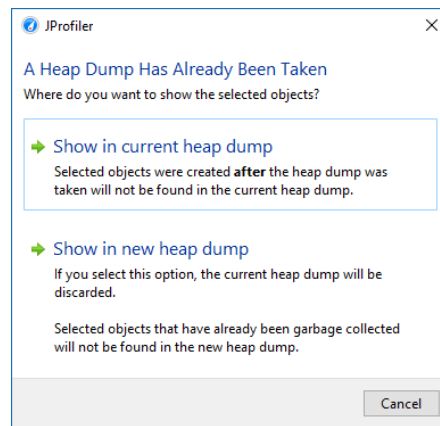 JProfiler
A Heap Dump Has Already Been Taken
Where do you want to show the selected objects?
Show in current heap dump
Selected objects were created after the heap dump was
taken will not be found in the current heap dump.
Show in new heap dump
If you select this option, the current heap dump will be
discarded.
Selected objects that have already been garbage collected
will not be found in the new heap dump.
Cancel